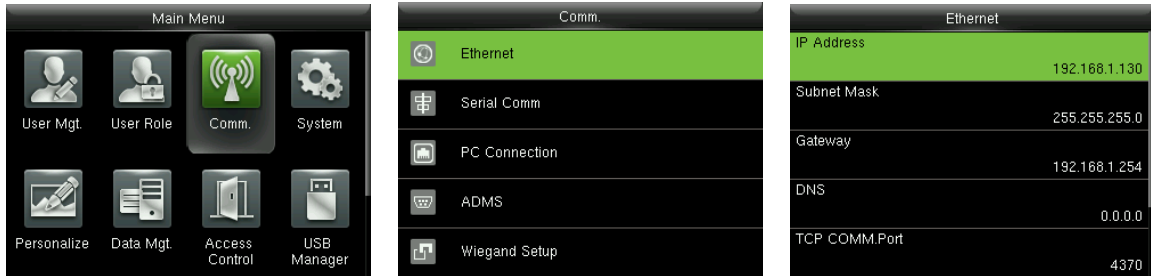 Main Menu
User Mgt.
User Role
Comm.
System
Personalize
Data Mgt.
Access
Control
USB
Manager
Comm.
Ethernet
Serial Comm
PC Connection
ADMS
Wiegand Setup
Ethernet
IP Address
192.168.1.130
Subnet Mask
255.255.255.0
Gateway
192.168.1.254
DNS
0.0.0.0
TCP COMM.Port
4370